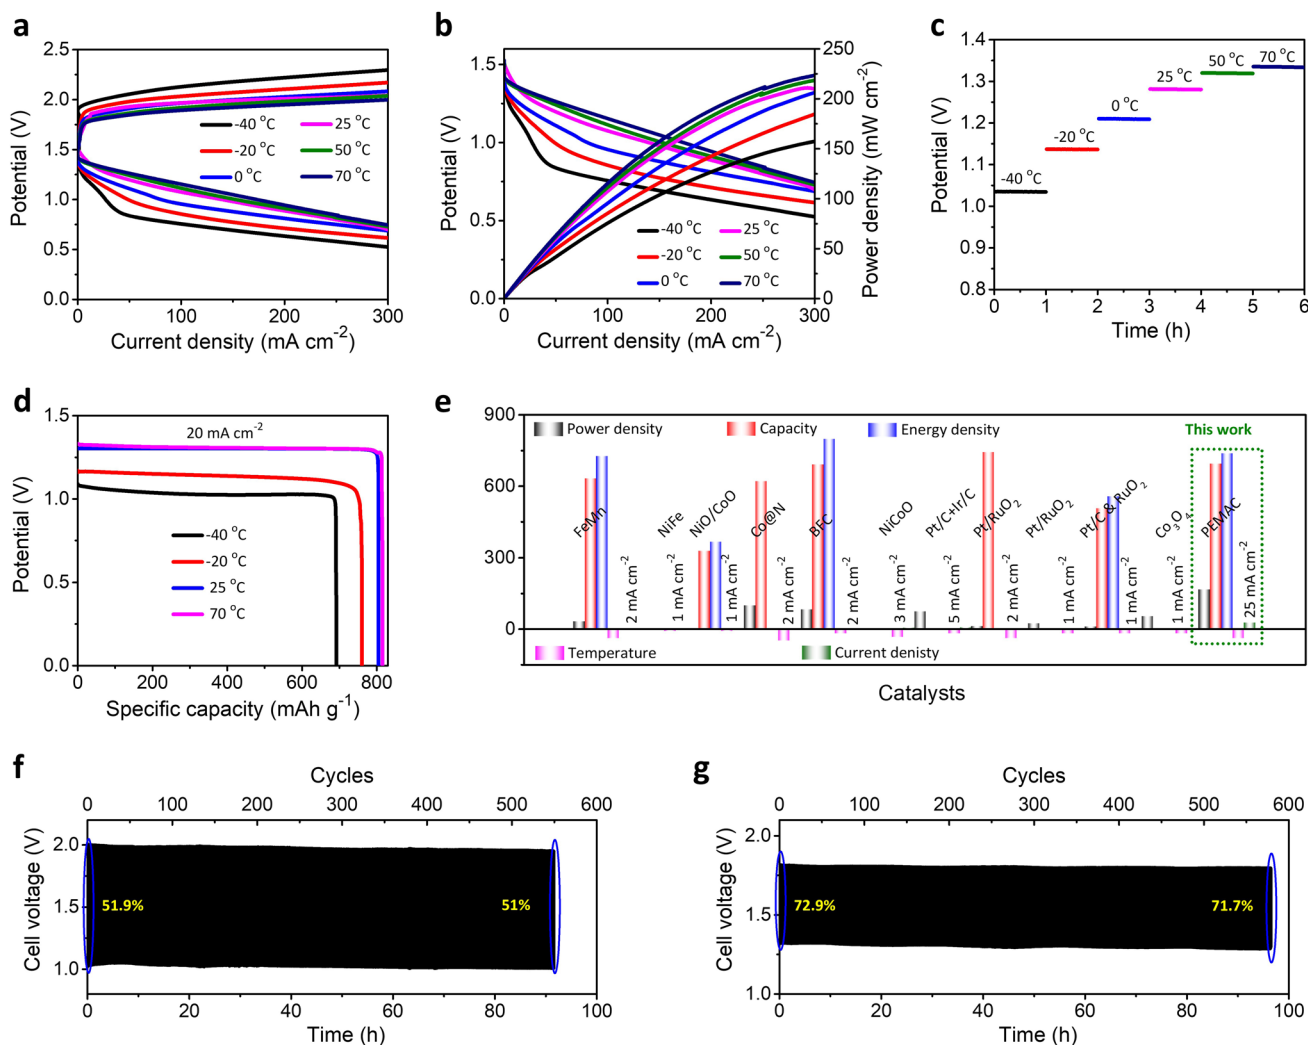 a
2.5
2.0
1.5
1.0
0.5
0.0
Potential (V)
-40 °C
-20 °C
0 °C
25 °C
50 °C
70 °C
0
100
200
300
Current density (mA cm⁻²)
b
1.5
1.0
0.5
0.0
Potential (V)
250
200
150
100
50
0
Power density (mW cm⁻²)
-40 °C
-20 °C
0 °C
25 °C
50 °C
70 °C
0
100
200
300
Current density (mA cm⁻²)
c
1.4
1.3
1.2
1.1
1.0
0.9
0.8
Potential (V)
-40 °C
-20 °C
0 °C
25 °C
50 °C
70 °C
0
1
2
3
4
5
6
Time (h)
d
1.5
1.0
0.5
0.0
Potential (V)
20 mA cm⁻²
-40 °C
-20 °C
25 °C
70 °C
0
200
400
600
800
Specific capacity (mAh g⁻¹)
e
900
600
300
0
Power density
Capacity
Energy density
This work
FeMn
NiFe
NiO/CoO
Co@N
BFC
NiCoO
Pt/C+Ir/C
Pt/RuO₂
Pt/RuO₂
Pt/C & RuO₂
Co₃O₄
PEMAC
2 mA cm⁻²
1 mA cm⁻²
1 mA cm⁻²
2 mA cm⁻²
2 mA cm⁻²
3 mA cm⁻²
5 mA cm⁻²
2 mA cm⁻²
1 mA cm⁻²
1 mA cm⁻²
1 mA cm⁻²
25 mA cm⁻²
Temperature
Current denisty
Catalysts
f
Cycles
0
100
200
300
400
500
600
2.0
1.5
1.0
Cell voltage (V)
51.9%
51%
0
20
40
60
80
100
Time (h)
g
Cycles
0
100
200
300
400
500
600
2.0
1.5
1.0
Cell voltage (V)
72.9%
71.7%
0
20
40
60
80
100
Time (h)